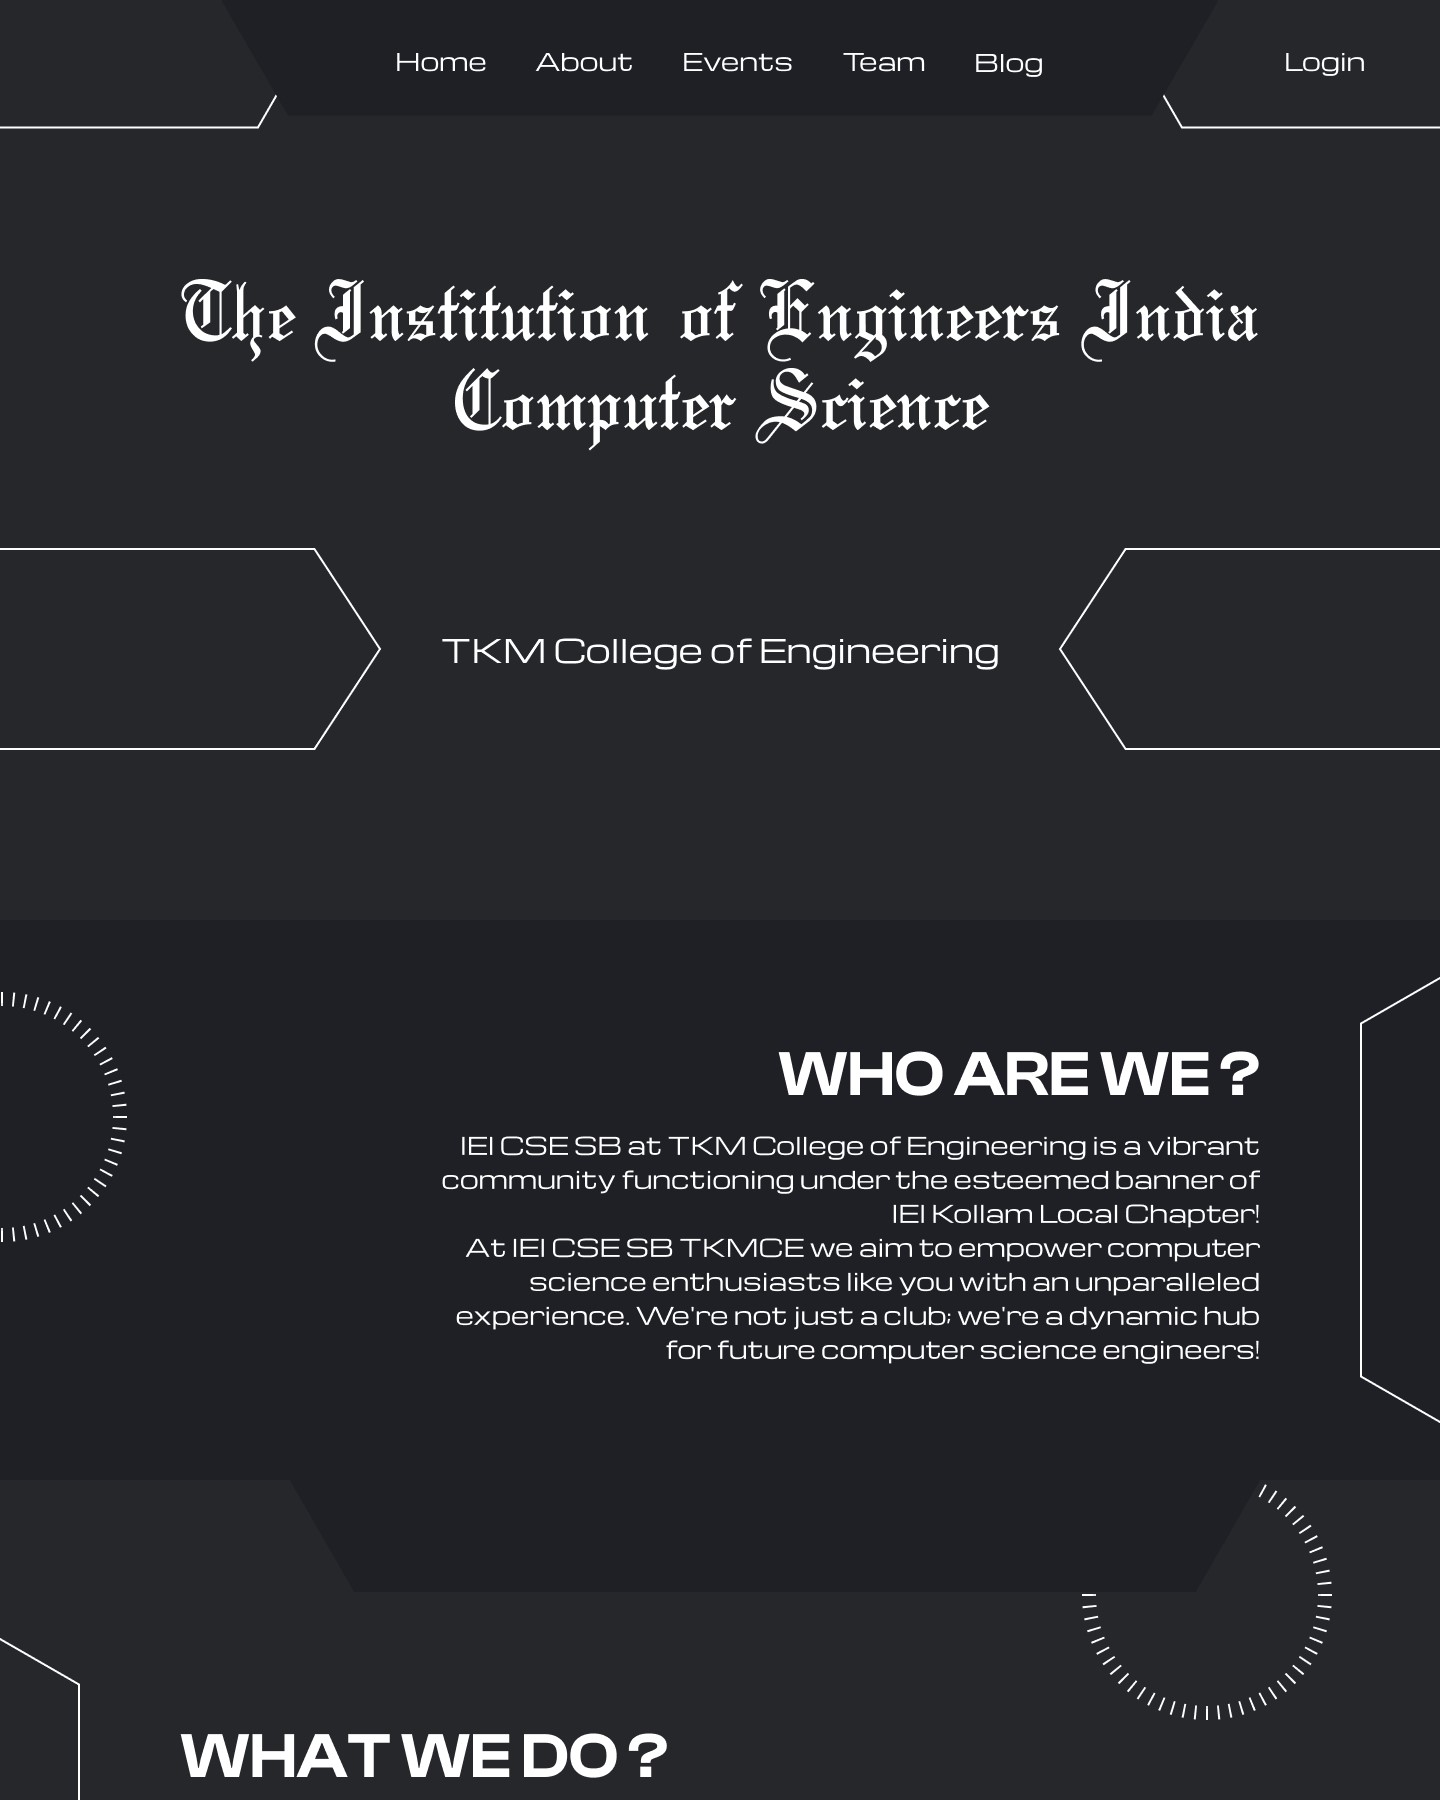 Home About Events Team Blog Login
The Institution of Engineers India
Computer Science
TKM College of Engineering
WHO ARE WE ?
IEI CSE SB at TKM College of Engineering is a vibrant
community functioning under the esteemed banner of
IEI Kollam Local Chapter!
At IEI CSE SB TKMCE we aim to empower computer
science enthusiasts like you with an unparalleled
experience. We're not just a club; we're a dynamic hub
for future computer science engineers!
WHAT WE DO ?